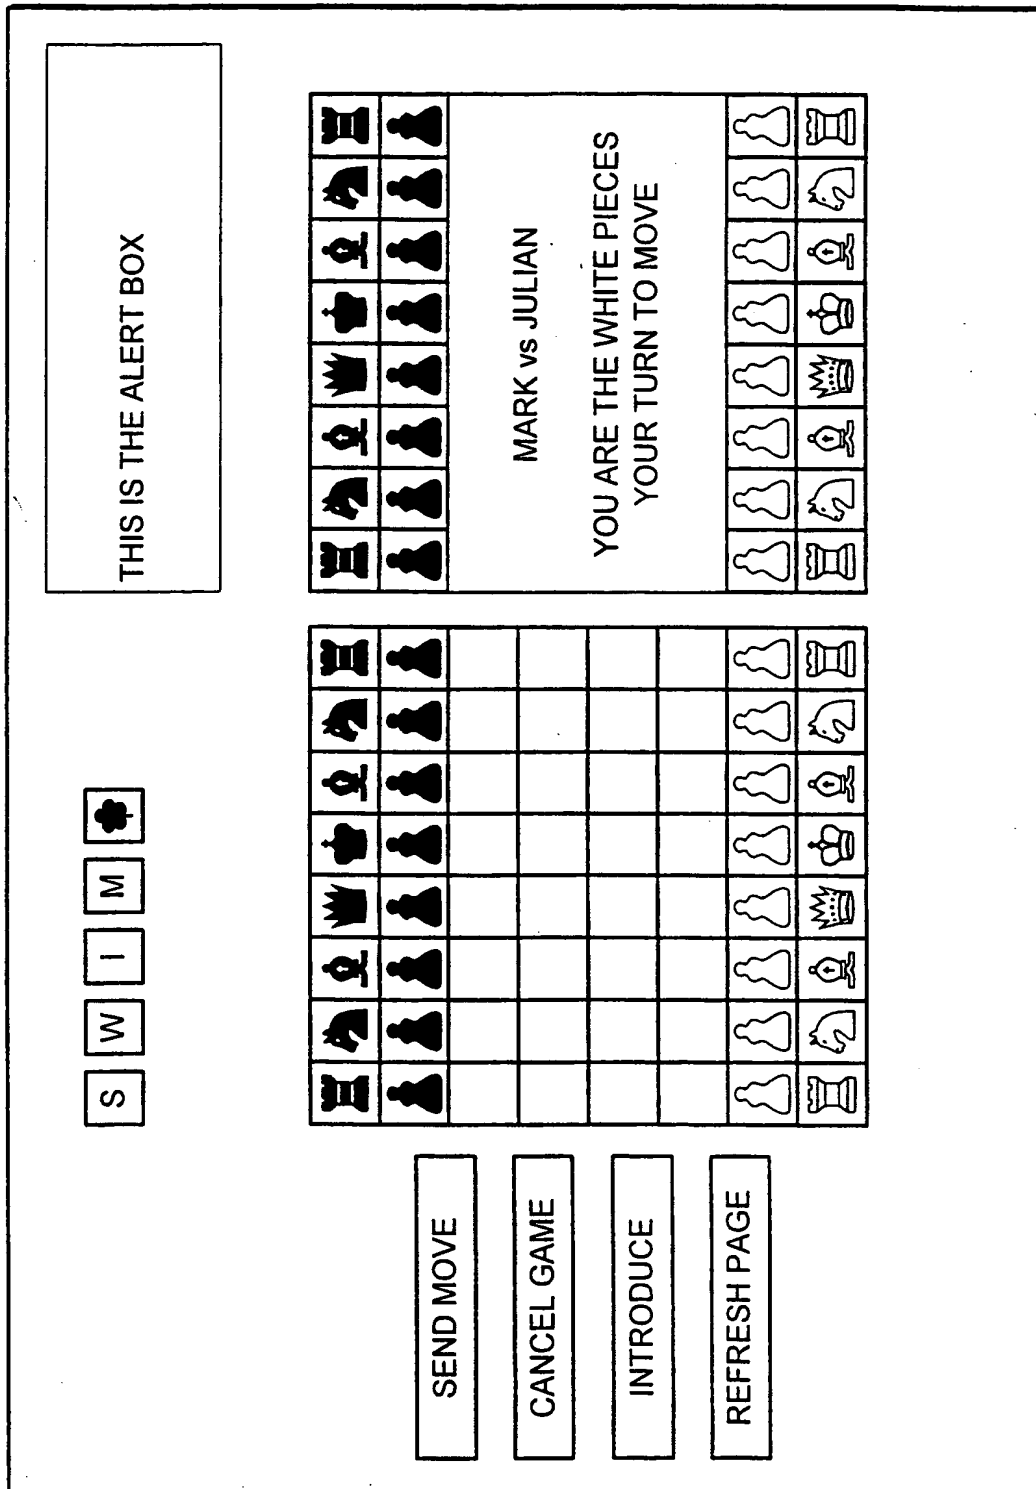 S W I M
THIS IS THE ALERT BOX
SEND MOVE
CANCEL GAME
INTRODUCE
REFRESH PAGE
MARK vs JULIAN
YOU ARE THE WHITE PIECES
YOUR TURN TO MOVE